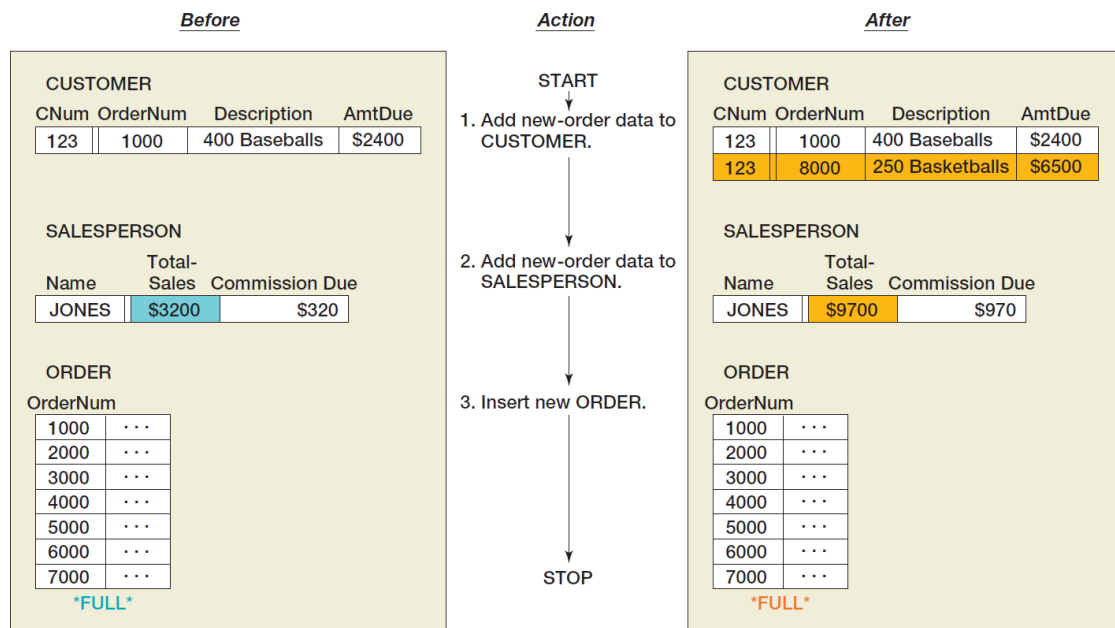 Before
Action
After
CUSTOMER
CNum OrderNum Description AmtDue
123 1000 400 Baseballs $2400
SALESPERSON
Total-
Name Sales Commission Due
JONES $3200 $320
ORDER
OrderNum
1000 ...
2000 ...
3000 ...
4000 ...
5000 ...
6000 ...
7000 ...
*FULL*
START
1. Add new-order data to
CUSTOMER.
2. Add new-order data to
SALESPERSON.
3. Insert new ORDER.
STOP
CUSTOMER
CNum OrderNum Description AmtDue
123 1000 400 Baseballs $2400
123 8000 250 Basketballs $6500
SALESPERSON
Total-
Name Sales Commission Due
JONES $9700 $970
ORDER
OrderNum
1000 ...
2000 ...
3000 ...
4000 ...
5000 ...
6000 ...
7000 ...
*FULL*